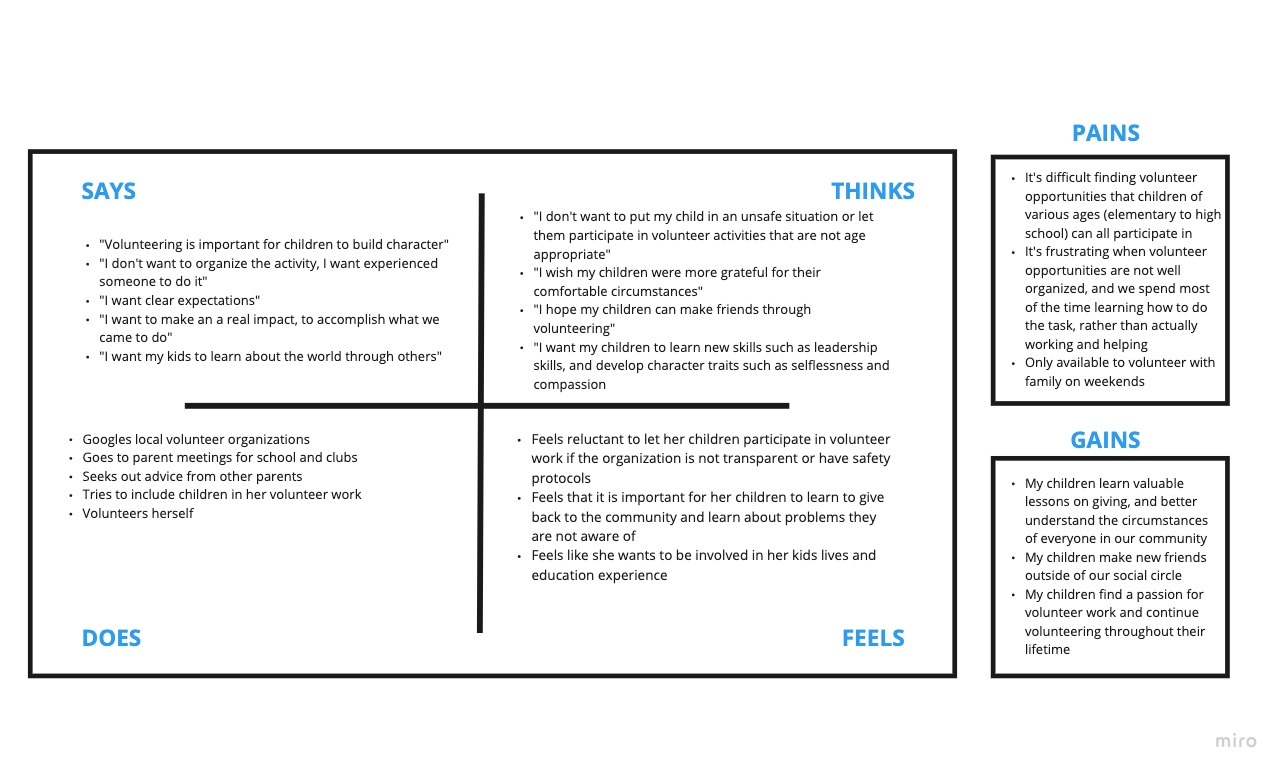 SAYS
• "Volunteering is important for children to build character"
• "I don't want to organize the activity, I want experienced
someone to do it"
• "I want clear expectations"
• "I want to make an a real impact, to accomplish what we
came to do"
• "I want my kids to learn about the world through others"
THINKS
• "I don't want to put my child in an unsafe situation or let
them participate in volunteer activities that are not age
appropriate"
• "I wish my children were more grateful for their
comfortable circumstances"
• "I hope my children can make friends through
volunteering"
• "I want my children to learn new skills such as leadership
skills, and develop character traits such as selflessness and
compassion
• Googles local volunteer organizations
• Goes to parent meetings for school and clubs
• Seeks out advice from other parents
• Tries to include children in her volunteer work
• Volunteers herself
DOES
• Feels reluctant to let her children participate in volunteer
work if the organization is not transparent or have safety
protocols
• Feels that it is important for her children to learn to give
back to the community and learn about problems they
are not aware of
• Feels like she wants to be involved in her kids lives and
education experience
FEELS
PAINS
• It's difficult finding volunteer
opportunities that children of
various ages (elementary to high
school) can all participate in
• It's frustrating when volunteer
opportunities are not well
organized, and we spend most
of the time learning how to do
the task, rather than actually
working and helping
• Only available to volunteer with
family on weekends
GAINS
• My children learn valuable
lessons on giving, and better
understand the circumstances
of everyone in our community
• My children make new friends
outside of our social circle
• My children find a passion for
volunteer work and continue
volunteering throughout their
lifetime
miro